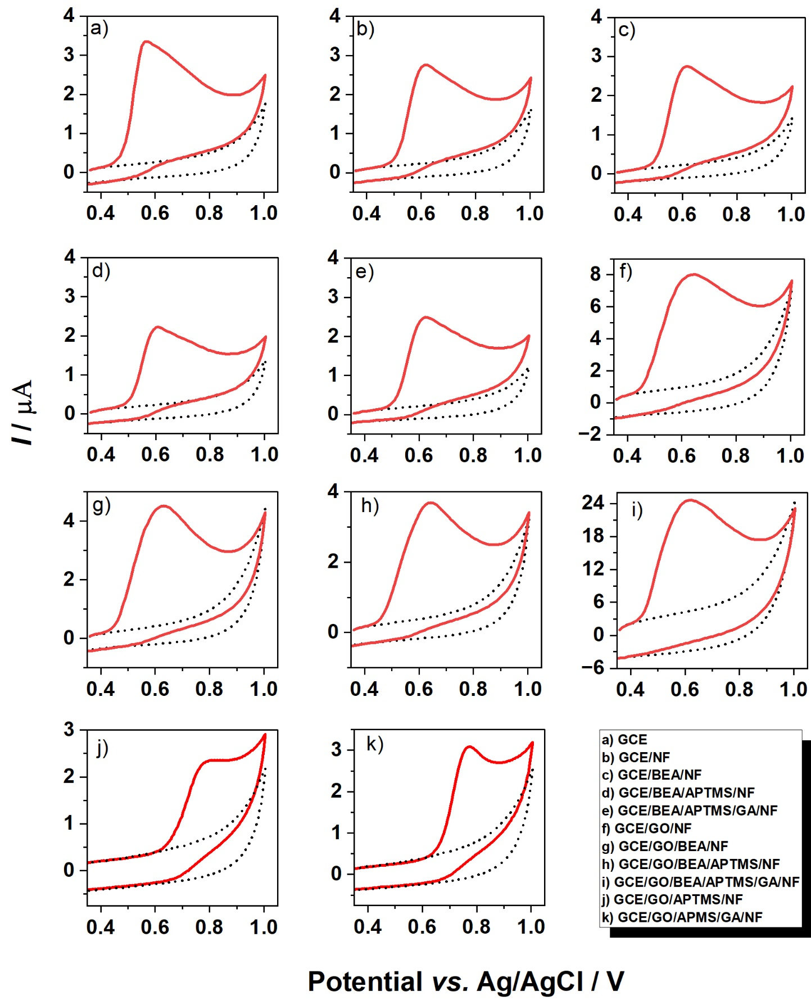 a)
4
3
2
1
0
0.4 0.6 0.8 1.0
b)
4
3
2
1
0
0.4 0.6 0.8 1.0
c)
4
3
2
1
0
0.4 0.6 0.8 1.0
d)
4
3
2
1
0
0.4 0.6 0.8 1.0
e)
4
3
2
1
0
0.4 0.6 0.8 1.0
f)
8
6
4
2
0
−2
0.4 0.6 0.8 1.0
I / µA
g)
4
2
0
0.4 0.6 0.8 1.0
h)
4
2
0
0.4 0.6 0.8 1.0
i)
24
18
12
6
0
−6
0.4 0.6 0.8 1.0
j)
3
2
1
0
0.4 0.6 0.8 1.0
k)
3
2
1
0
0.4 0.6 0.8 1.0
a) GCE
b) GCE/NF
c) GCE/BEA/NF
d) GCE/BEA/APTMS/NF
e) GCE/BEA/APTMS/GA/NF
f) GCE/GO/NF
g) GCE/GO/BEA/NF
h) GCE/GO/BEA/APTMS/NF
i) GCE/GO/BEA/APTMS/GA/NF
j) GCE/GO/APTMS/NF
k) GCE/GO/APMS/GA/NF
Potential vs. Ag/AgCl / V